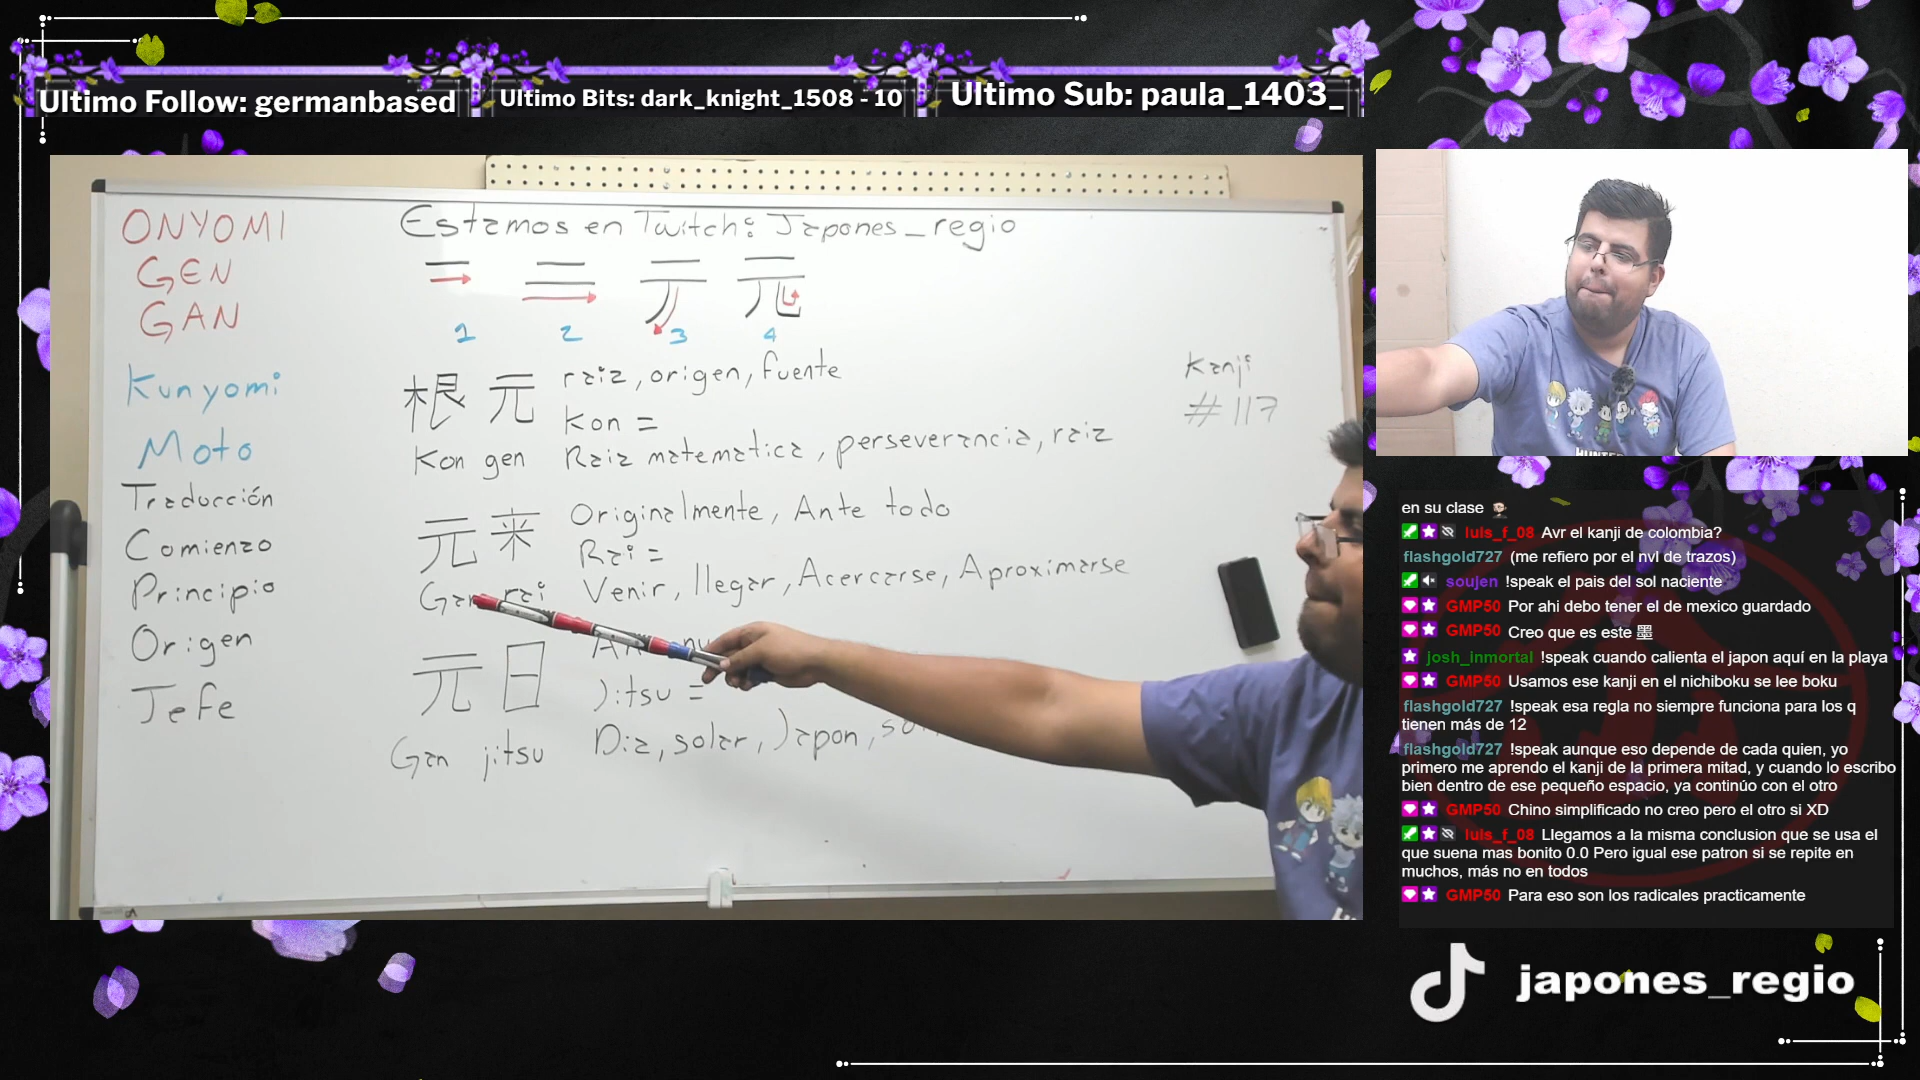 Ultimo Follow: germanbased
Ultimo Bits: dark_knight_1508 - 10
Ultimo Sub: paula_1403_
ONYOMI
GEN
GAN
Kunyomi
Moto
Traducción
Comienzo
Principio
Origen
Jefe
Estamos en Twitch: Japones_regio
1 2 3 4
元
根元 raiz, origen, fuente
Kon =
Kon gen Raiz matematica, perseverancia, raiz
元来 Originalmente, Ante todo
Rai =
Gan rai Venir, llegar, Acercarse, Aproximarse
元日
Jitsu =
Gan jitsu Dia, solar, Japon,
Kanji
#117
HUNTER
en su clase
luis_f_08 Avr el kanji de colombia?
flashgold727 (me refiero por el nvl de trazos)
soujen !speak el pais del sol naciente
GMP50 Por ahi debo tener el de mexico guardado
GMP50 Creo que es este 墨
josh_inmortal !speak cuando calienta el japon aquí en la playa
GMP50 Usamos ese kanji en el nichiboku se lee boku
flashgold727 !speak esa regla no siempre funciona para los q
tienen más de 12
flashgold727 !speak aunque eso depende de cada quien, yo
primero me aprendo el kanji de la primera mitad, y cuando lo escribo
bien dentro de ese pequeño espacio, ya continúo con el otro
GMP50 Chino simplificado no creo pero el otro si XD
luis_f_08 Llegamos a la misma conclusion que se usa el
que suena mas bonito 0.0 Pero igual ese patron si se repite en
muchos, más no en todos
GMP50 Para eso son los radicales practicamente
japones_regio